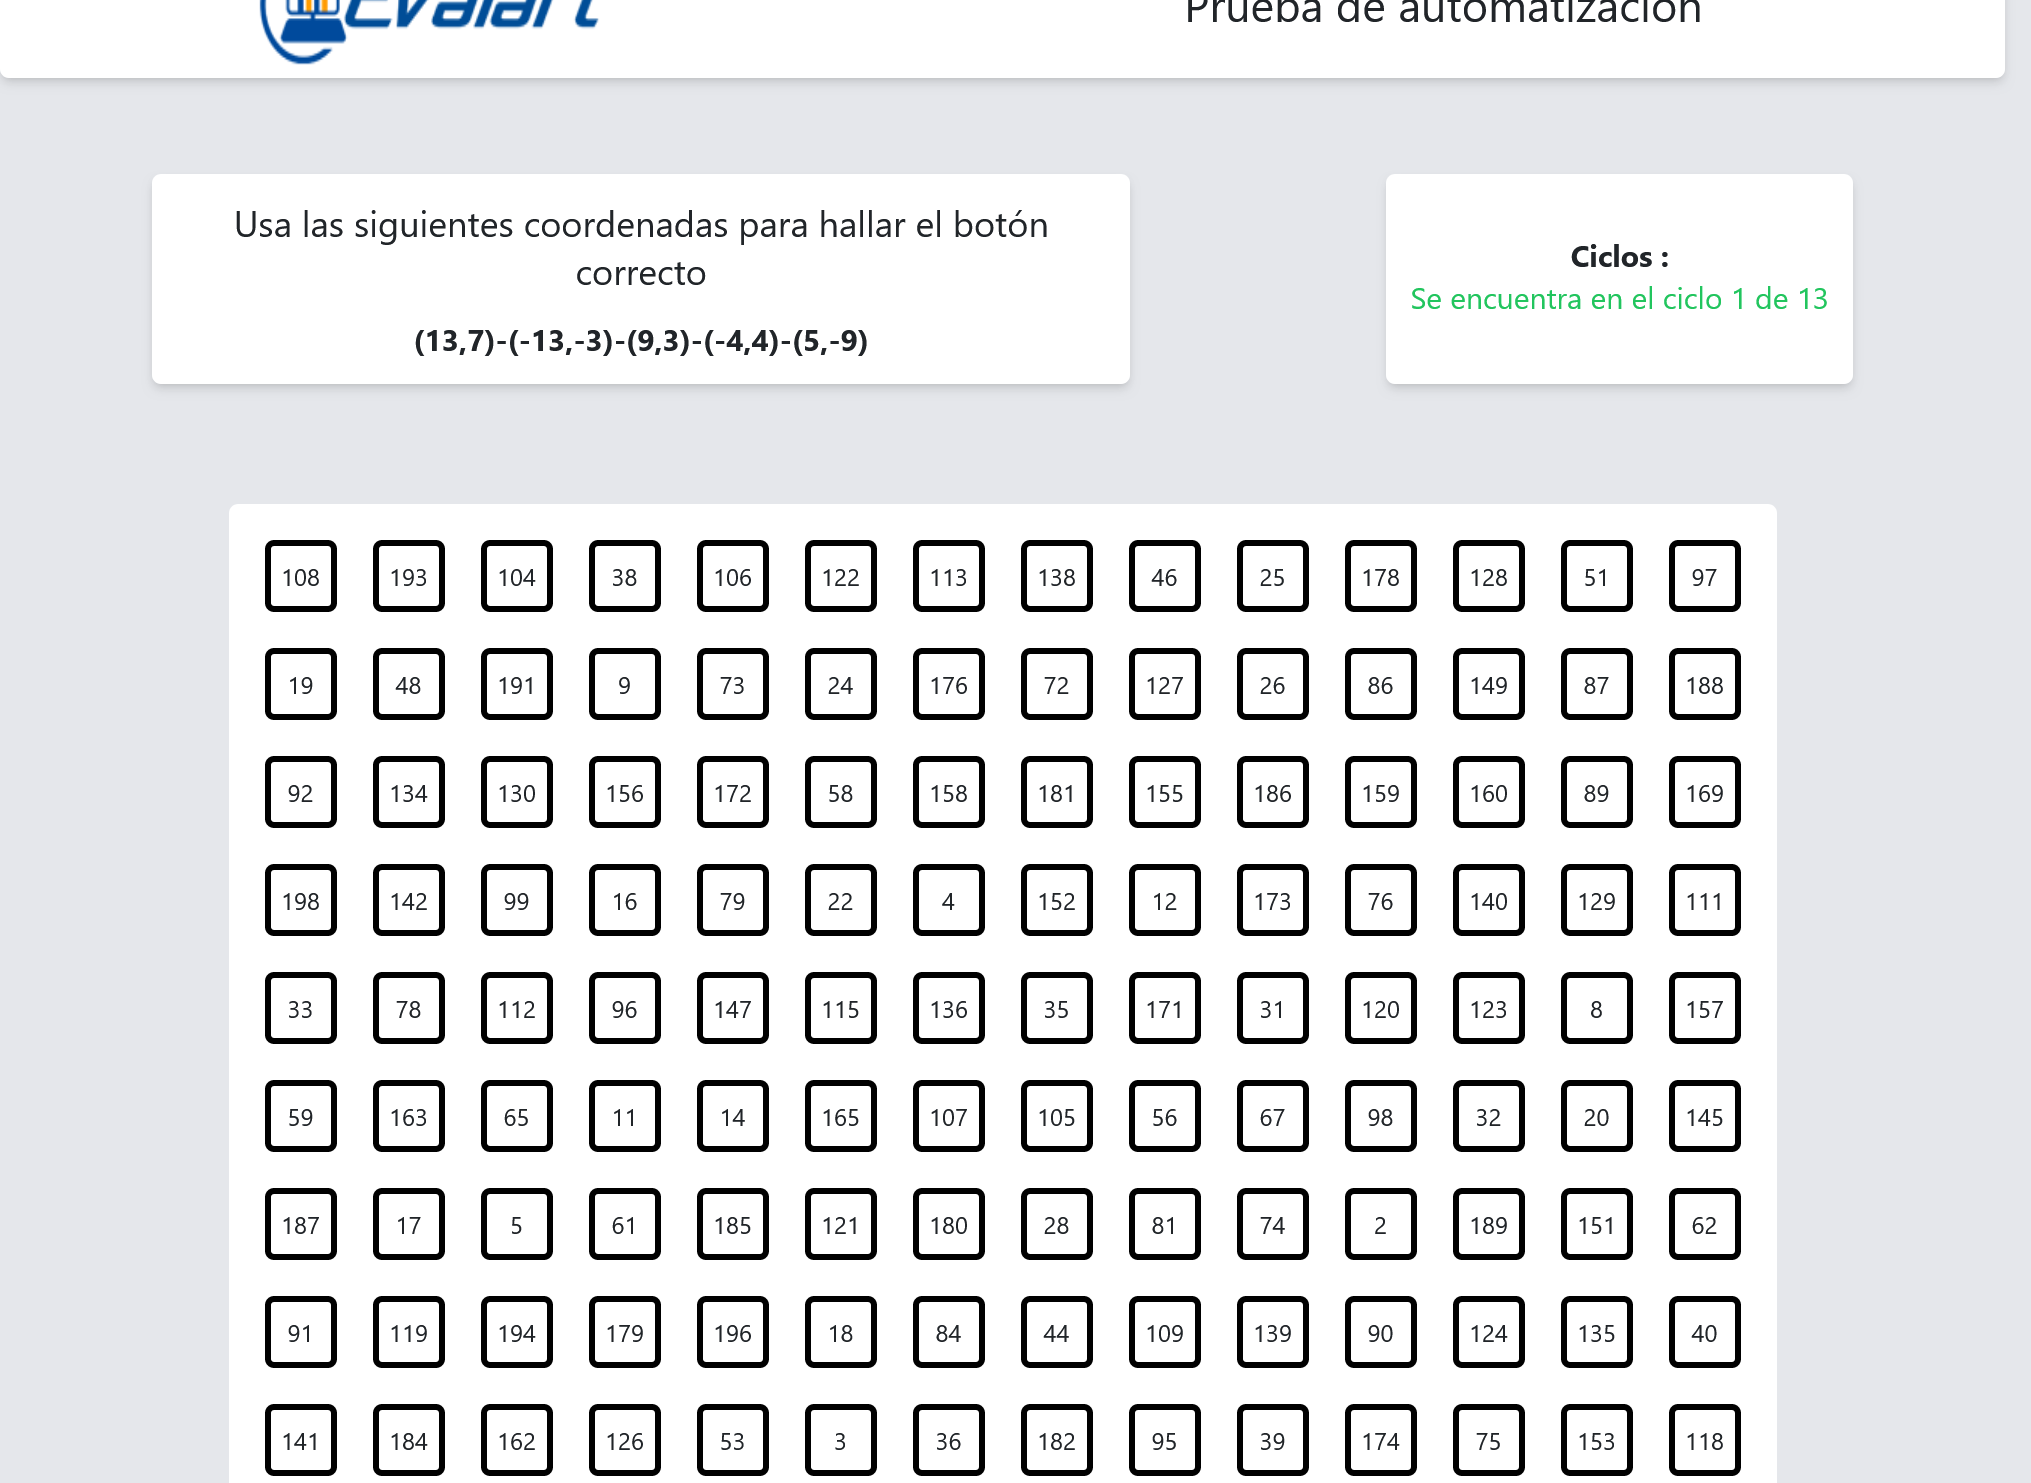 Evalart
Prueba de automatización
Usa las siguientes coordenadas para hallar el botón
correcto
(13,7)-(-13,-3)-(9,3)-(-4,4)-(5,-9)
Ciclos :
Se encuentra en el ciclo 1 de 13
108 193 104 38 106 122 113 138 46 25 178 128 51 97
19 48 191 9 73 24 176 72 127 26 86 149 87 188
92 134 130 156 172 58 158 181 155 186 159 160 89 169
198 142 99 16 79 22 4 152 12 173 76 140 129 111
33 78 112 96 147 115 136 35 171 31 120 123 8 157
59 163 65 11 14 165 107 105 56 67 98 32 20 145
187 17 5 61 185 121 180 28 81 74 2 189 151 62
91 119 194 179 196 18 84 44 109 139 90 124 135 40
141 184 162 126 53 3 36 182 95 39 174 75 153 118